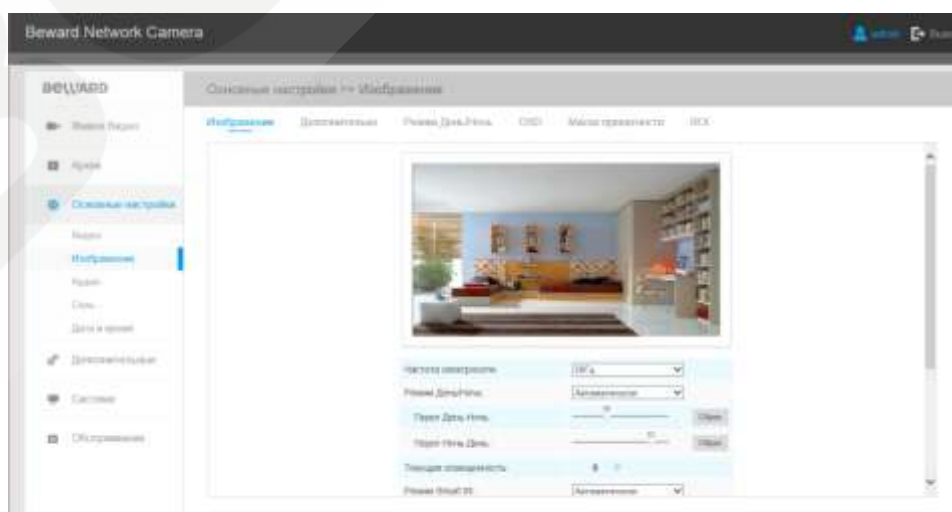 Beward Network Camera
admin
BEWARD
Основные настройки >> Изображение
Изображение
Дополнительно
Режим День/Ночь
OSD
Маска приватности
Живое Видео
Архив
Основные настройки
Видео
Изображение
Аудио
Сеть
Дата и время
Дополнительные
Система
Обслуживание
Частота электросети
Режим День/Ночь
Автоматически
Порог День-Ночь
Сброс
Порог Ночь-День
Сброс
Текущая освещенность
Режим Smart IR
Автоматически